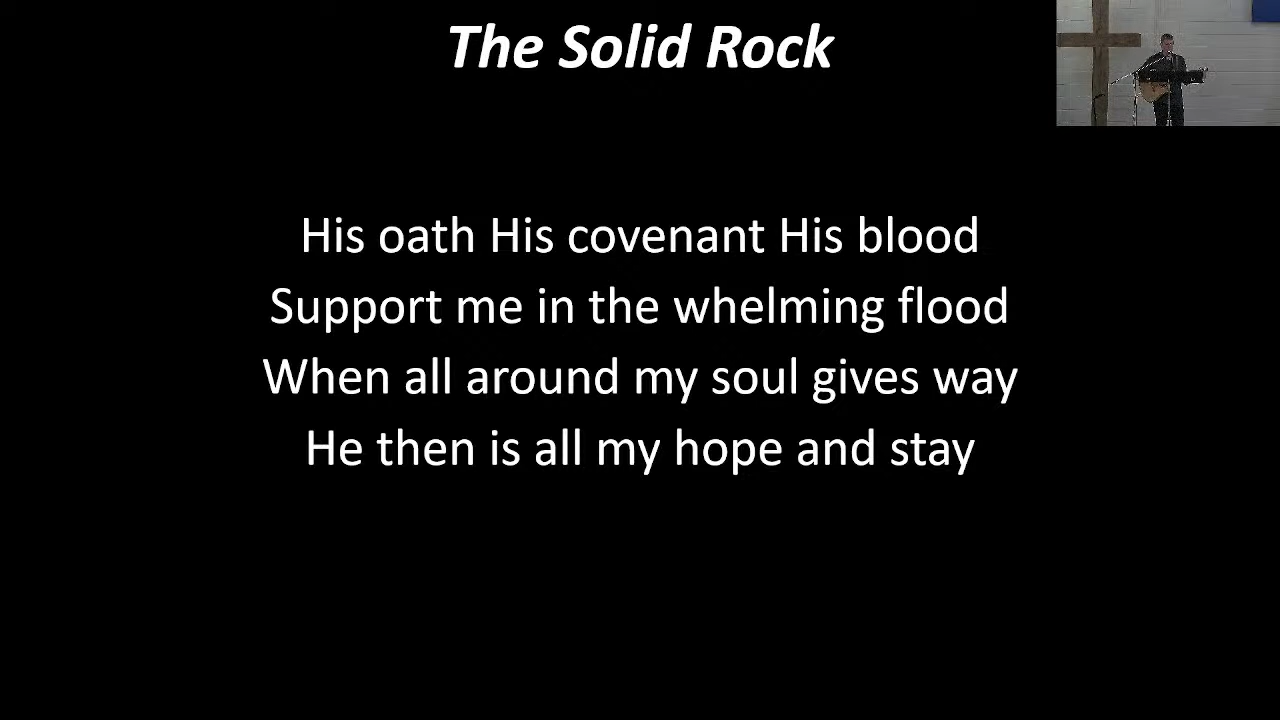 The Solid Rock
His oath His covenant His blood
Support me in the whelming flood
When all around my soul gives way
He then is all my hope and stay